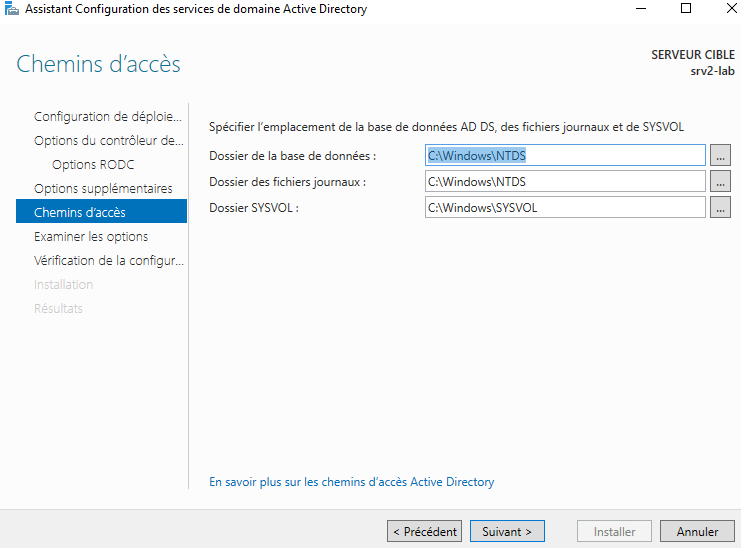 Assistant Configuration des services de domaine Active Directory
Chemins d'accès
SERVEUR CIBLE
srv2-lab
Configuration de déploie...
Options du contrôleur de...
Options RODC
Options supplémentaires
Chemins d'accès
Examiner les options
Vérification de la configur...
Installation
Résultats
Spécifier l'emplacement de la base de données AD DS, des fichiers journaux et de SYSVOL
Dossier de la base de données : C:\Windows\NTDS ...
Dossier des fichiers journaux : C:\Windows\NTDS ...
Dossier SYSVOL : C:\Windows\SYSVOL ...
En savoir plus sur les chemins d'accès Active Directory
< Précédent Suivant > Installer Annuler